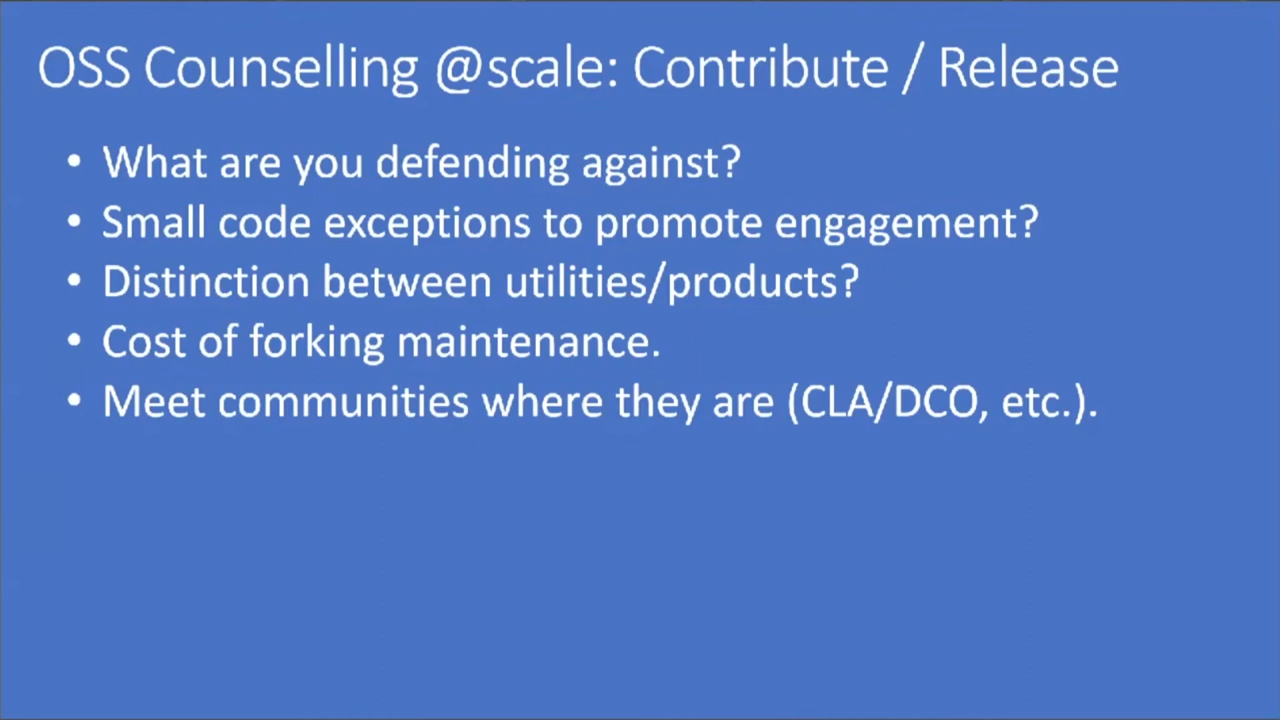 OSS Counselling @scale: Contribute / Release
• What are you defending against?
• Small code exceptions to promote engagement?
• Distinction between utilities/products?
• Cost of forking maintenance.
• Meet communities where they are (CLA/DCO, etc.).